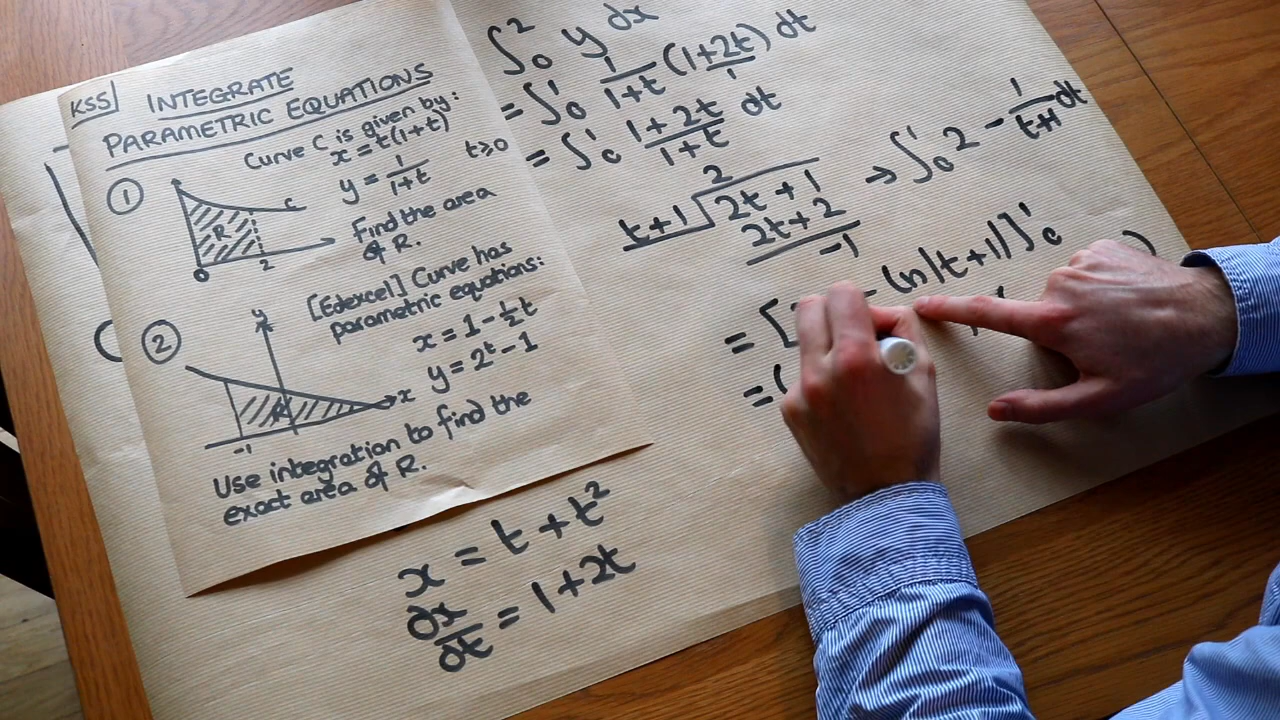 KS5
INTEGRATE
PARAMETRIC EQUATIONS
① Curve C is given by:
x = t(1+t)
y = 1/(1+t) t≥0
C
R
O 2
Find the area
of R.
② [Edexcel] Curve has
parametric equations:
x = 1 - ½t
y = 2^t - 1
y
R
x
-1
Use integration to find the
exact area of R.
x = t + t²
dx/dt = 1 + 2t
∫₀² y dx
= ∫₀¹ 1/(1+t) (1+2t)/1 dt
= ∫₀¹ (1+2t)/(1+t) dt
2
t+1 2t + 1
2t + 2
-1
→ ∫₀¹ 2 - 1/(t+1) dt
= [ - ln|t+1|]₀¹
= (